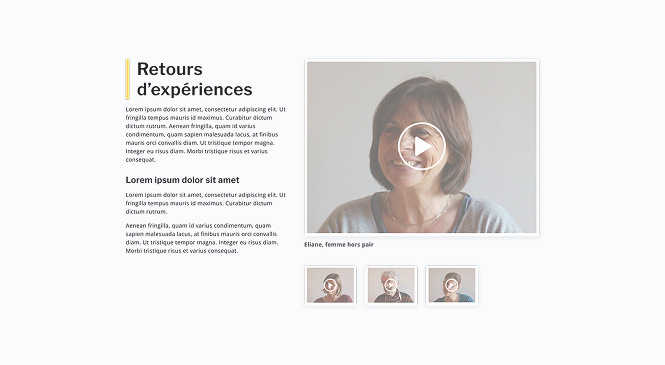 Retours
d’expériences
Lorem ipsum dolor sit amet, consectetur adipiscing elit. Ut
fringilla tempus mauris id maximus. Curabitur dictum
dictum rutrum. Aenean fringilla, quam id varius
condimentum, quam sapien malesuada lacus, at finibus
mauris orci convallis diam. Ut tristique tempor magna.
Integer eu risus diam. Morbi tristique risus et varius
consequat.
Lorem ipsum dolor sit amet
Lorem ipsum dolor sit amet, consectetur adipiscing elit. Ut
fringilla tempus mauris id maximus. Curabitur dictum
dictum rutrum.
Aenean fringilla, quam id varius condimentum, quam
sapien malesuada lacus, at finibus mauris orci convallis
diam. Ut tristique tempor magna. Integer eu risus diam.
Morbi tristique risus et varius consequat.
Eliane, femme hors pair